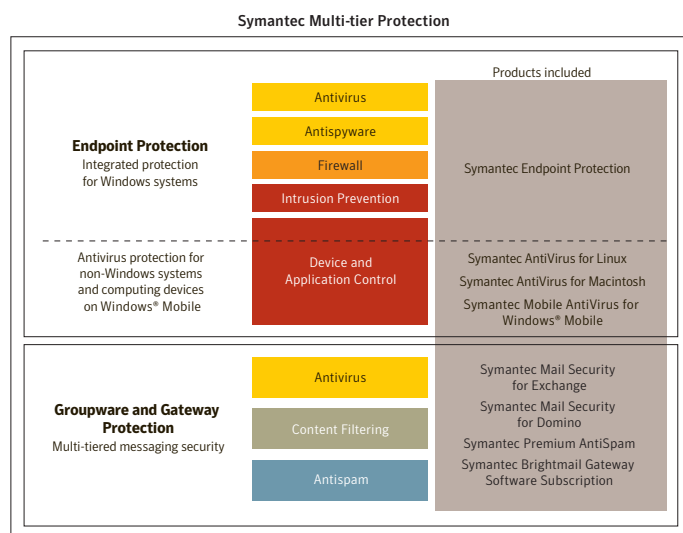 Symantec Multi-tier Protection
Products included
Antivirus
Antispyware
Endpoint Protection
Integrated protection
for Windows systems
Firewall
Symantec Endpoint Protection
Intrusion Prevention
Antivirus protection for
non-Windows systems
and computing devices
on Windows® Mobile
Device and
Application Control
Symantec AntiVirus for Linux
Symantec AntiVirus for Macintosh
Symantec Mobile AntiVirus for
Windows® Mobile
Groupware and Gateway
Protection
Multi-tiered messaging security
Antivirus
Content Filtering
Antispam
Symantec Mail Security
for Exchange
Symantec Mail Security
for Domino
Symantec Premium AntiSpam
Symantec Brightmail Gateway
Software Subscription